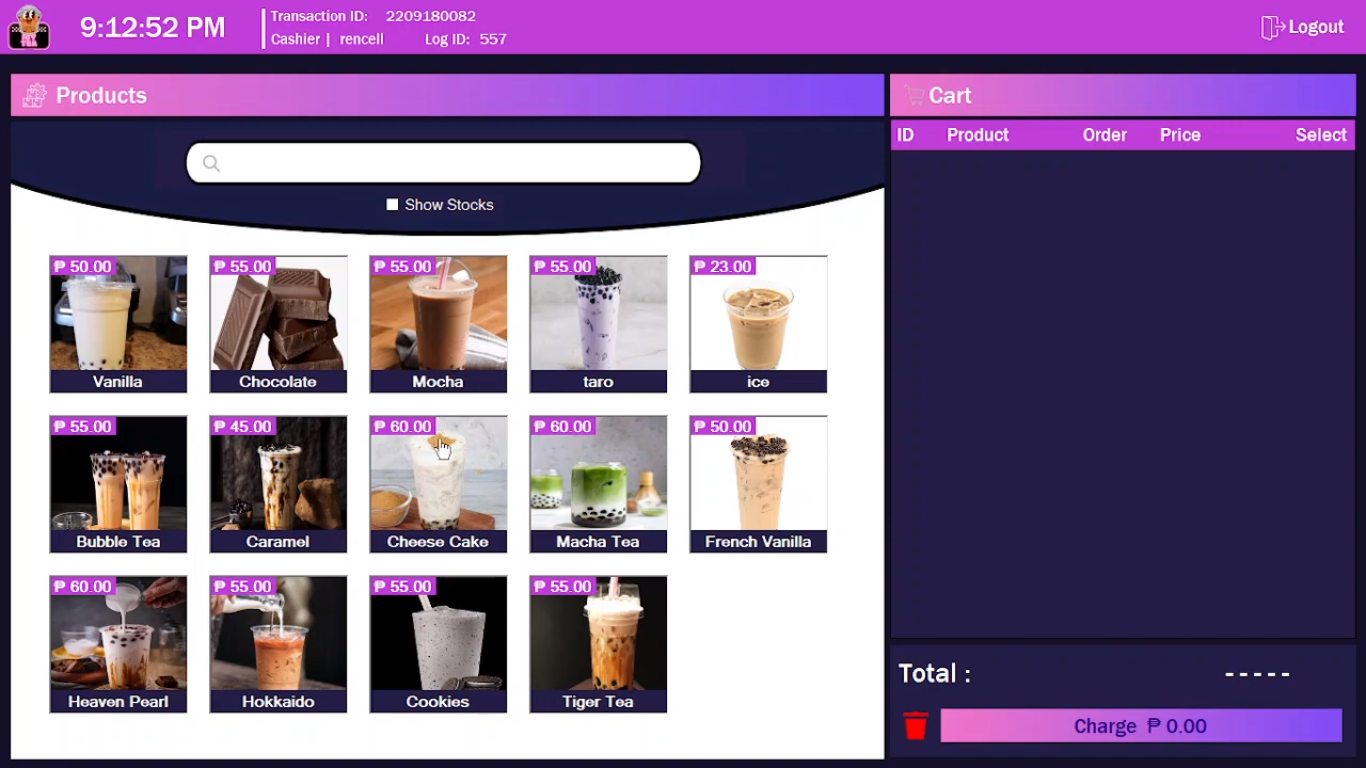 9:12:52 PM
Transaction ID: 2209180082
Cashier | rencell Log ID: 557
Logout
Products
Cart
ID Product Order Price Select
Show Stocks
₱ 50.00 ₱ 55.00 ₱ 55.00 ₱ 55.00 ₱ 23.00
Vanilla Chocolate Mocha taro ice
₱ 55.00 ₱ 45.00 ₱ 60.00 ₱ 60.00 ₱ 50.00
Bubble Tea Caramel Cheese Cake Macha Tea French Vanilla
₱ 60.00 ₱ 55.00 ₱ 55.00 ₱ 55.00
Heaven Pearl Hokkaido Cookies Tiger Tea
Total : - - - - -
Charge ₱ 0.00